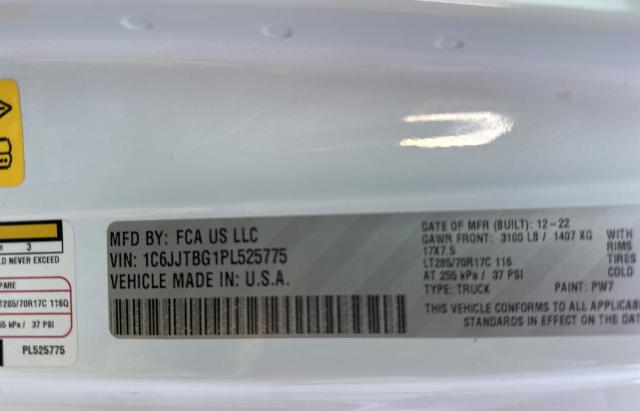 MFD BY: FCA US LLC
VIN: 1C6JJTBG1PL525775
VEHICLE MADE IN: U.S.A.
DATE OF MFR (BUILT): 12-22
GAWR FRONT: 3100 LB / 1407 KG WITH
17X7.5 RIMS
LT285/70R17C 116Q TIRES
AT 255 kPa / 37 PSI COLD
TYPE: TRUCK PAINT: PW7
THIS VEHICLE CONFORMS TO ALL APPLICAB
STANDARDS IN EFFECT ON THE DAT
3
LD NEVER EXCEED
PARE
LT285/70R17C 116Q
55 kPa / 37 PSI
PL525775